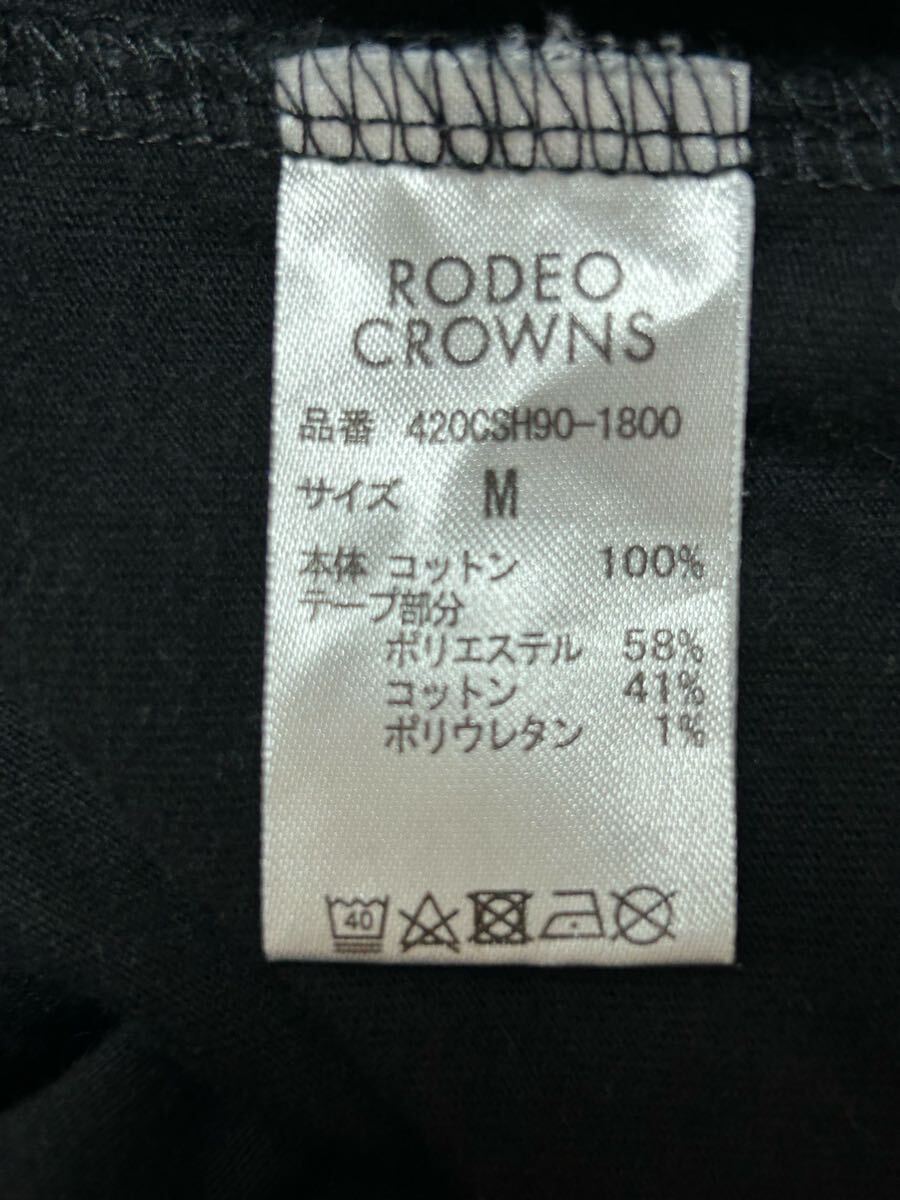 RODEO
CROWNS
品番 420CSH90-1800
サイズ M
本体 コットン 100%
テープ部分
ポリエステル 58%
コットン 41%
ポリウレタン 1%
40